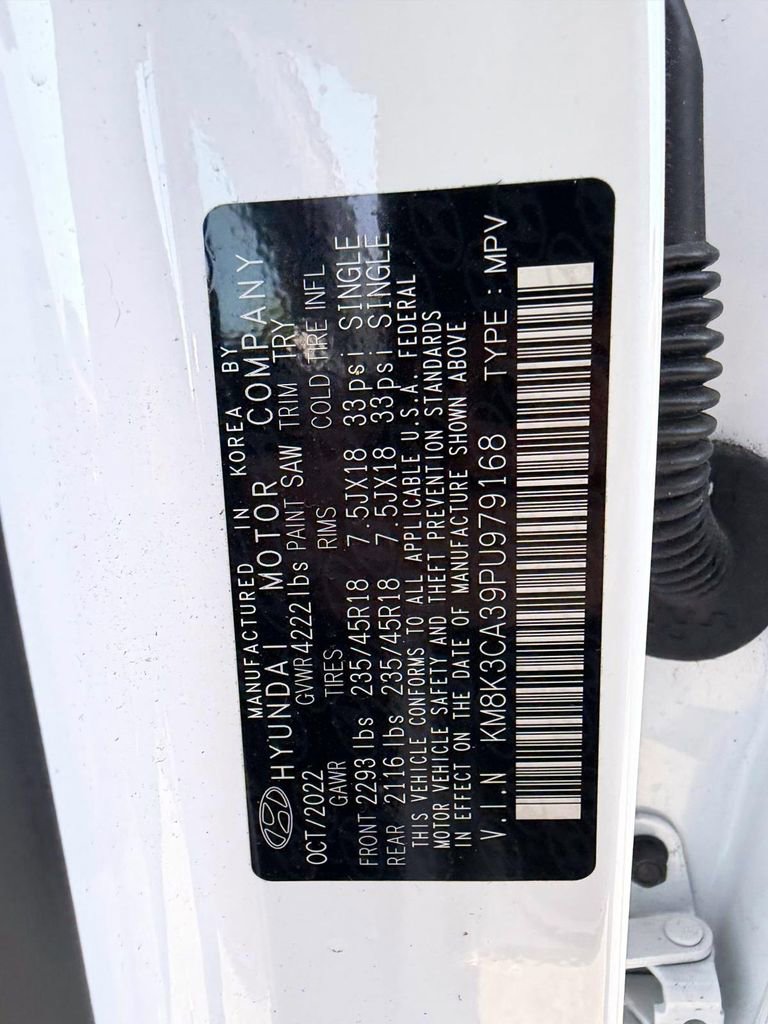 MANUFACTURED IN KOREA BY
HYUNDAI MOTOR COMPANY
OCT/2022 GVWR 4222 lbs PAINT SAW TRIM TRY
GAWR TIRES RIMS COLD TIRE INFL
FRONT 2293 lbs 235/45R18 7.5JX18 33psi SINGLE
REAR 2116 lbs 235/45R18 7.5JX18 33psi SINGLE
THIS VEHICLE CONFORMS TO ALL APPLICABLE U.S.A. FEDERAL
MOTOR VEHICLE SAFETY AND THEFT PREVENTION STANDARDS
IN EFFECT ON THE DATE OF MANUFACTURE SHOWN ABOVE
V.I.N KM8K3CA39PU979168 TYPE : MPV